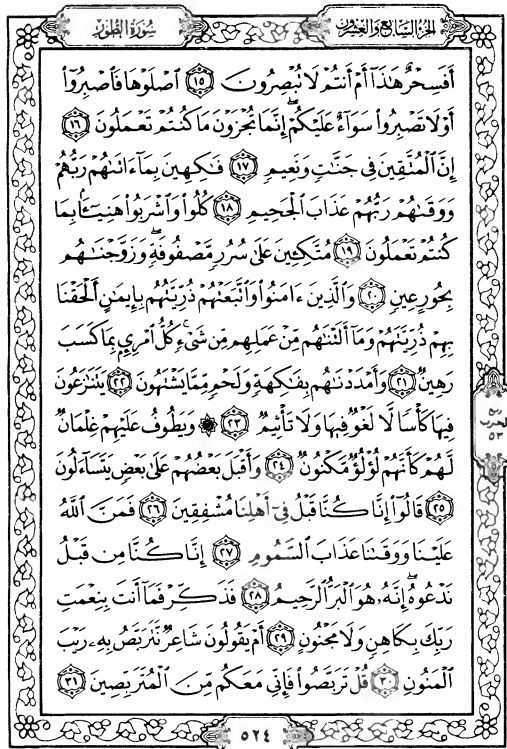 الجزء السابع والعشرون
سورة الطور
أَفَسِحْرٌ هَٰذَآ أَمْ أَنتُمْ لَا تُبْصِرُونَ ۝١٥ ٱصْلَوْهَا فَٱصْبِرُوٓا۟
أَوْ لَا تَصْبِرُوا۟ سَوَآءٌ عَلَيْكُمْ ۖ إِنَّمَا تُجْزَوْنَ مَا كُنتُمْ تَعْمَلُونَ ۝١٦
إِنَّ ٱلْمُتَّقِينَ فِى جَنَّٰتٍ وَنَعِيمٍ ۝١٧ فَٰكِهِينَ بِمَآ ءَاتَىٰهُمْ رَبُّهُمْ
وَوَقَىٰهُمْ رَبُّهُمْ عَذَابَ ٱلْجَحِيمِ ۝١٨ كُلُوا۟ وَٱشْرَبُوا۟ هَنِيٓـًٔۢا بِمَا
كُنتُمْ تَعْمَلُونَ ۝١٩ مُتَّكِـِٔينَ عَلَىٰ سُرُرٍ مَّصْفُوفَةٍ ۖ وَزَوَّجْنَٰهُم
بِحُورٍ عِينٍ ۝٢٠ وَٱلَّذِينَ ءَامَنُوا۟ وَٱتَّبَعَتْهُمْ ذُرِّيَّتُهُم بِإِيمَٰنٍ أَلْحَقْنَا
بِهِمْ ذُرِّيَّتَهُمْ وَمَآ أَلَتْنَٰهُم مِّنْ عَمَلِهِم مِّن شَىْءٍ ۚ كُلُّ ٱمْرِئٍۭ بِمَا كَسَبَ
رَهِينٌ ۝٢١ وَأَمْدَدْنَٰهُم بِفَٰكِهَةٍ وَلَحْمٍ مِّمَّا يَشْتَهُونَ ۝٢٢ يَتَنَٰزَعُونَ
فِيهَا كَأْسًا لَّا لَغْوٌ فِيهَا وَلَا تَأْثِيمٌ ۝٢٣ ۞ وَيَطُوفُ عَلَيْهِمْ غِلْمَانٌ
لَّهُمْ كَأَنَّهُمْ لُؤْلُؤٌ مَّكْنُونٌ ۝٢٤ وَأَقْبَلَ بَعْضُهُمْ عَلَىٰ بَعْضٍ يَتَسَآءَلُونَ
۝٢٥ قَالُوٓا۟ إِنَّا كُنَّا قَبْلُ فِىٓ أَهْلِنَا مُشْفِقِينَ ۝٢٦ فَمَنَّ ٱللَّهُ
عَلَيْنَا وَوَقَىٰنَا عَذَابَ ٱلسَّمُومِ ۝٢٧ إِنَّا كُنَّا مِن قَبْلُ
نَدْعُوهُ ۖ إِنَّهُۥ هُوَ ٱلْبَرُّ ٱلرَّحِيمُ ۝٢٨ فَذَكِّرْ فَمَآ أَنتَ بِنِعْمَتِ
رَبِّكَ بِكَاهِنٍ وَلَا مَجْنُونٍ ۝٢٩ أَمْ يَقُولُونَ شَاعِرٌ نَّتَرَبَّصُ بِهِۦ رَيْبَ
ٱلْمَنُونِ ۝٣٠ قُلْ تَرَبَّصُوا۟ فَإِنِّى مَعَكُم مِّنَ ٱلْمُتَرَبِّصِينَ ۝٣١
ربع
الحزب
٥٣
٥٢٤